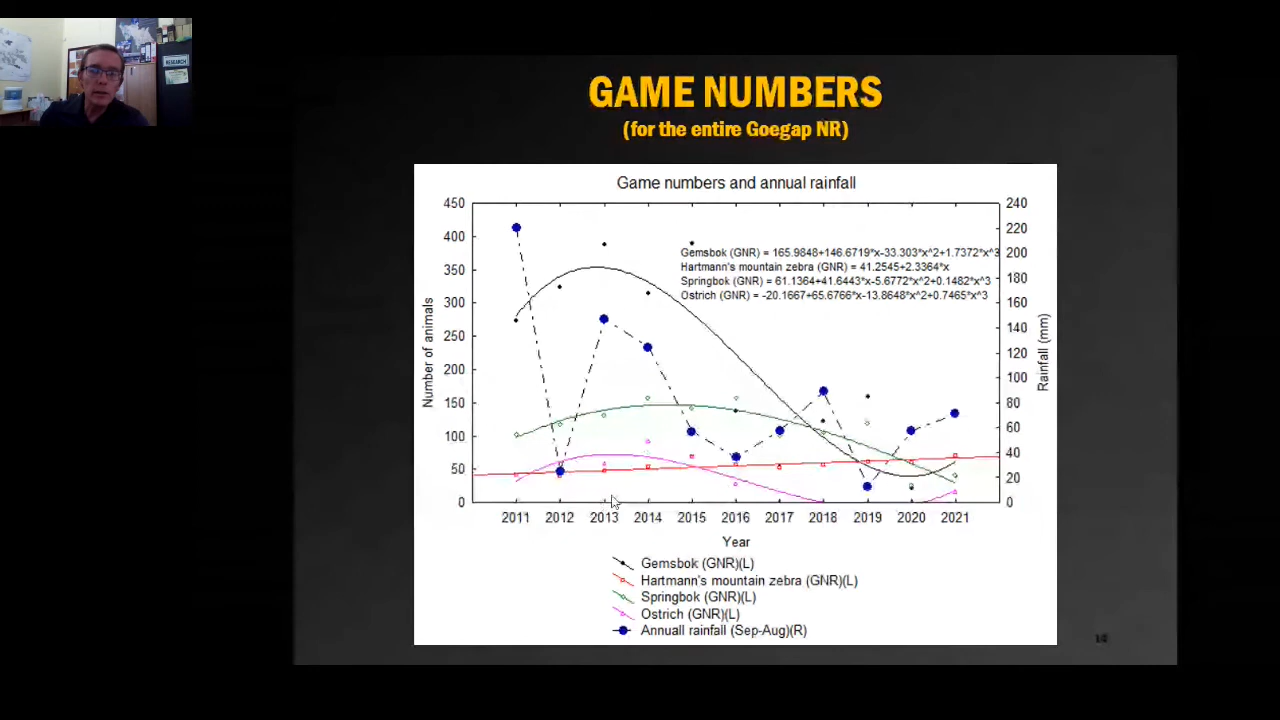 RESEARCH
GAME NUMBERS
(for the entire Goegap NR)
Game numbers and annual rainfall
450
400
350
300
250
200
150
100
50
0
Number of animals
240
220
200
180
160
140
120
100
80
60
40
20
0
Rainfall (mm)
Gemsbok (GNR) = 165.9848+146.6719*x-33.303*x^2+1.7372*x^3
Hartmann's mountain zebra (GNR) = 41.2545+2.3364*x
Springbok (GNR) = 61.1364+41.6443*x-5.6772*x^2+0.1482*x^3
Ostrich (GNR) = -20.1667+65.6766*x-13.8648*x^2+0.7465*x^3
2011 2012 2013 2014 2015 2016 2017 2018 2019 2020 2021
Year
Gemsbok (GNR)(L)
Hartmann's mountain zebra (GNR)(L)
Springbok (GNR)(L)
Ostrich (GNR)(L)
Annuall rainfall (Sep-Aug)(R)